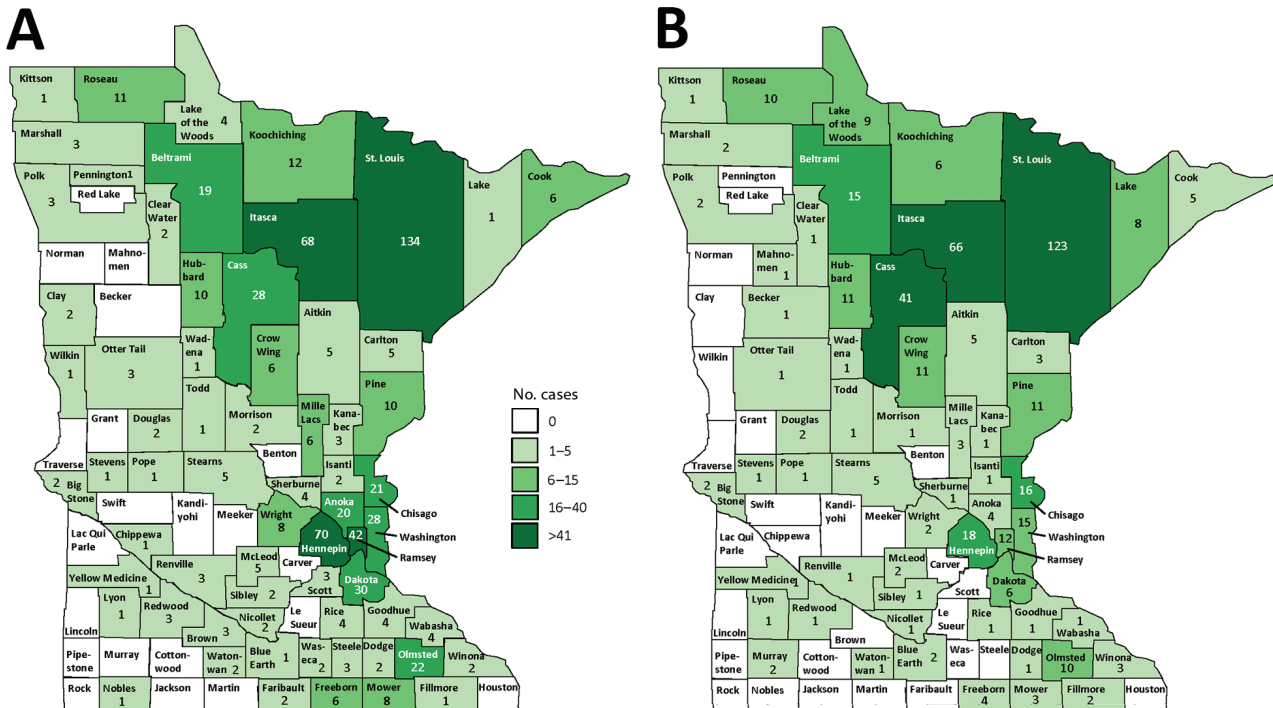 A
Kittson
1
Roseau
11
Lake
of the
Woods
4
Marshall
3
Beltrami
19
Koochiching
12
St. Louis
134
Polk
3
Pennington1
Red Lake
Clear
Water
2
Lake
1
Cook
6
Itasca
68
Norman
Mahno-
men
Hub-
bard
10
Cass
28
Clay
2
Becker
Aitkin
5
Wilkin
1
Otter Tail
3
Wad-
ena
1
Crow
Wing
6
Carlton
5
Todd
1
Pine
10
Grant
Douglas
2
Morrison
2
Mille
Lacs
6
Kana-
bec
3
Traverse
Stevens
1
Pope
1
Stearns
5
Benton
Isanti
2
2
Big
Stone
Swift
Kandi-
yohi
Meeker
Sherburne
4
21
Chisago
Anoka
20
Wright
8
28
Washington
Lac Qui
Parle
Chippewa
1
70
Hennepin
42
Ramsey
McLeod
5
Carver
Renville
3
3
Scott
Dakota
30
Yellow Medicine
1
Sibley
2
Lyon
1
Redwood
3
Nicollet
2
Le
Sueur
Rice
4
Goodhue
4
Wabasha
4
Lincoln
Brown
3
Pipe-
stone
Murray
Cotton-
wood
Waton-
wan 2
Blue
Earth
1
Was-
eca
2
Steele
3
Dodge
2
Olmsted
22
Winona
2
Rock
Nobles
1
Jackson
Martin
Faribault
2
Freeborn
6
Mower
8
Fillmore
1
Houston
No. cases
0
1–5
6–15
16–40
>41
B
Kittson
1
Roseau
10
Lake
of the
Woods
9
Marshall
2
Beltrami
15
Koochiching
6
St. Louis
123
Polk
2
Pennington
Red Lake
Clear
Water
1
Lake
8
Cook
5
Itasca
66
Norman
Mahno-
men
1
Hub-
bard
11
Cass
41
Clay
Becker
1
Aitkin
5
Wilkin
Otter Tail
1
Wad-
ena
1
Crow
Wing
11
Carlton
3
Todd
1
Pine
11
Grant
Douglas
2
Morrison
1
Mille
Lacs
3
Kana-
bec
1
Traverse
Stevens
1
Pope
1
Stearns
5
Benton
Isanti
1
2
Big
Stone
Swift
Kandi-
yohi
Meeker
Sherburne
1
16
Chisago
Anoka
4
Wright
2
15
Washington
Lac Qui
Parle
Chippewa
18
Hennepin
12
Ramsey
McLeod
2
Carver
Renville
1
Scott
Dakota
6
Yellow Medicine
1
Sibley
1
Lyon
1
Redwood
1
Nicollet
1
Le
Sueur
Rice
1
Goodhue
1
1
Wabasha
Lincoln
Brown
Pipe-
stone
Murray
2
Cotton-
wood
Waton-
wan 1
Blue
Earth
2
Was-
eca
Steele
Dodge
1
Olmsted
10
Winona
3
Rock
Nobles
Jackson
Martin
Faribault
Freeborn
4
Mower
3
Fillmore
2
Houston